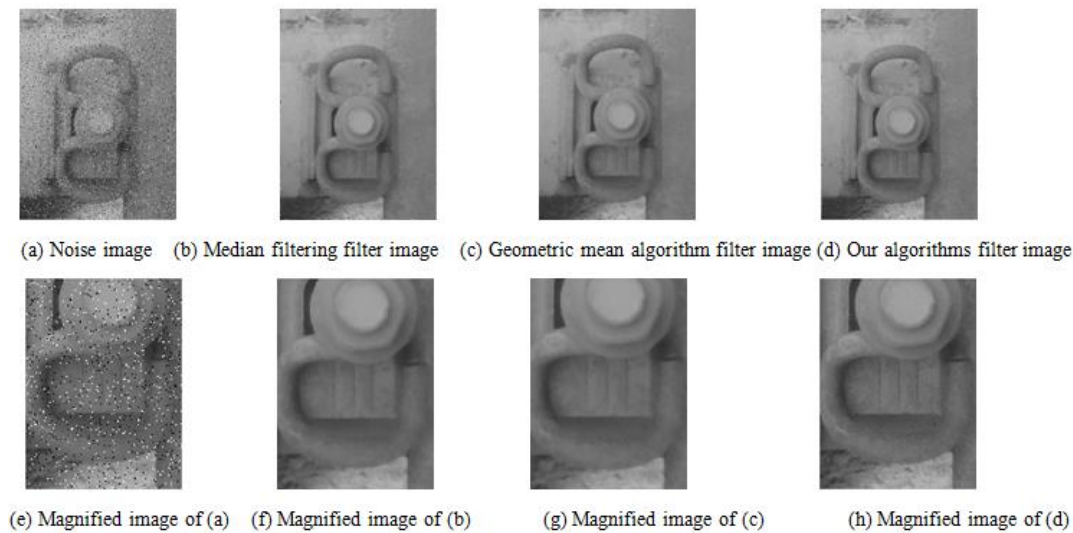 (a) Noise image (b) Median filtering filter image (c) Geometric mean algorithm filter image (d) Our algorithms filter image
(e) Magnified image of (a) (f) Magnified image of (b) (g) Magnified image of (c) (h) Magnified image of (d)